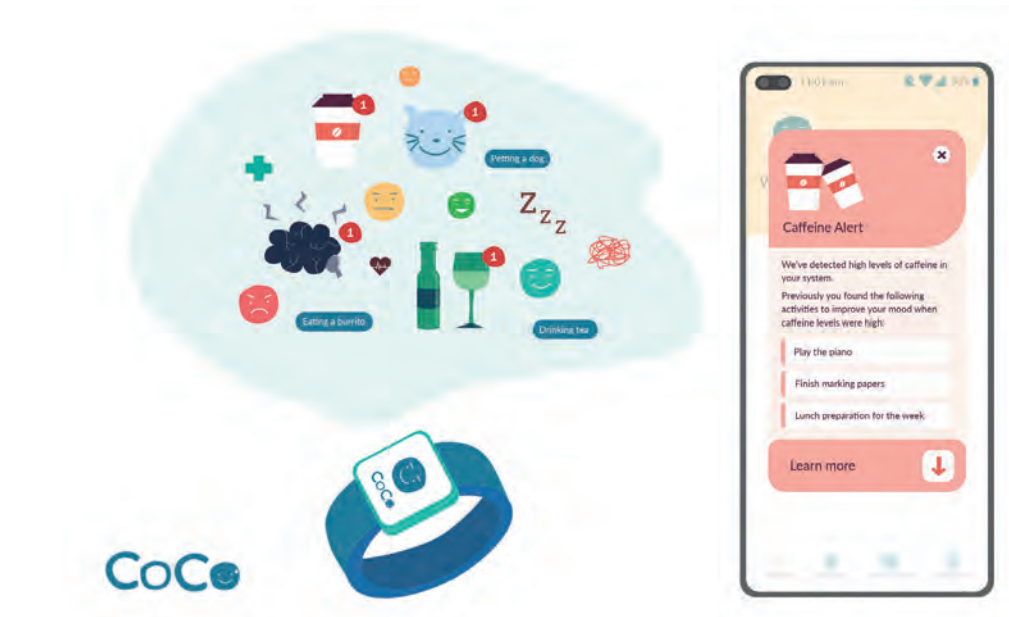 1
1
Petting a dog
Z
Z
Z
1
1
Eating a burrito
Drinking tea
CoCo
CoCo
Caffeine Alert
We've detected high levels of caffeine in
your system.
Previously you found the following
activities to improve your mood when
caffeine levels were high:
Play the piano
Finish marking papers
Lunch preparation for the week
Learn more